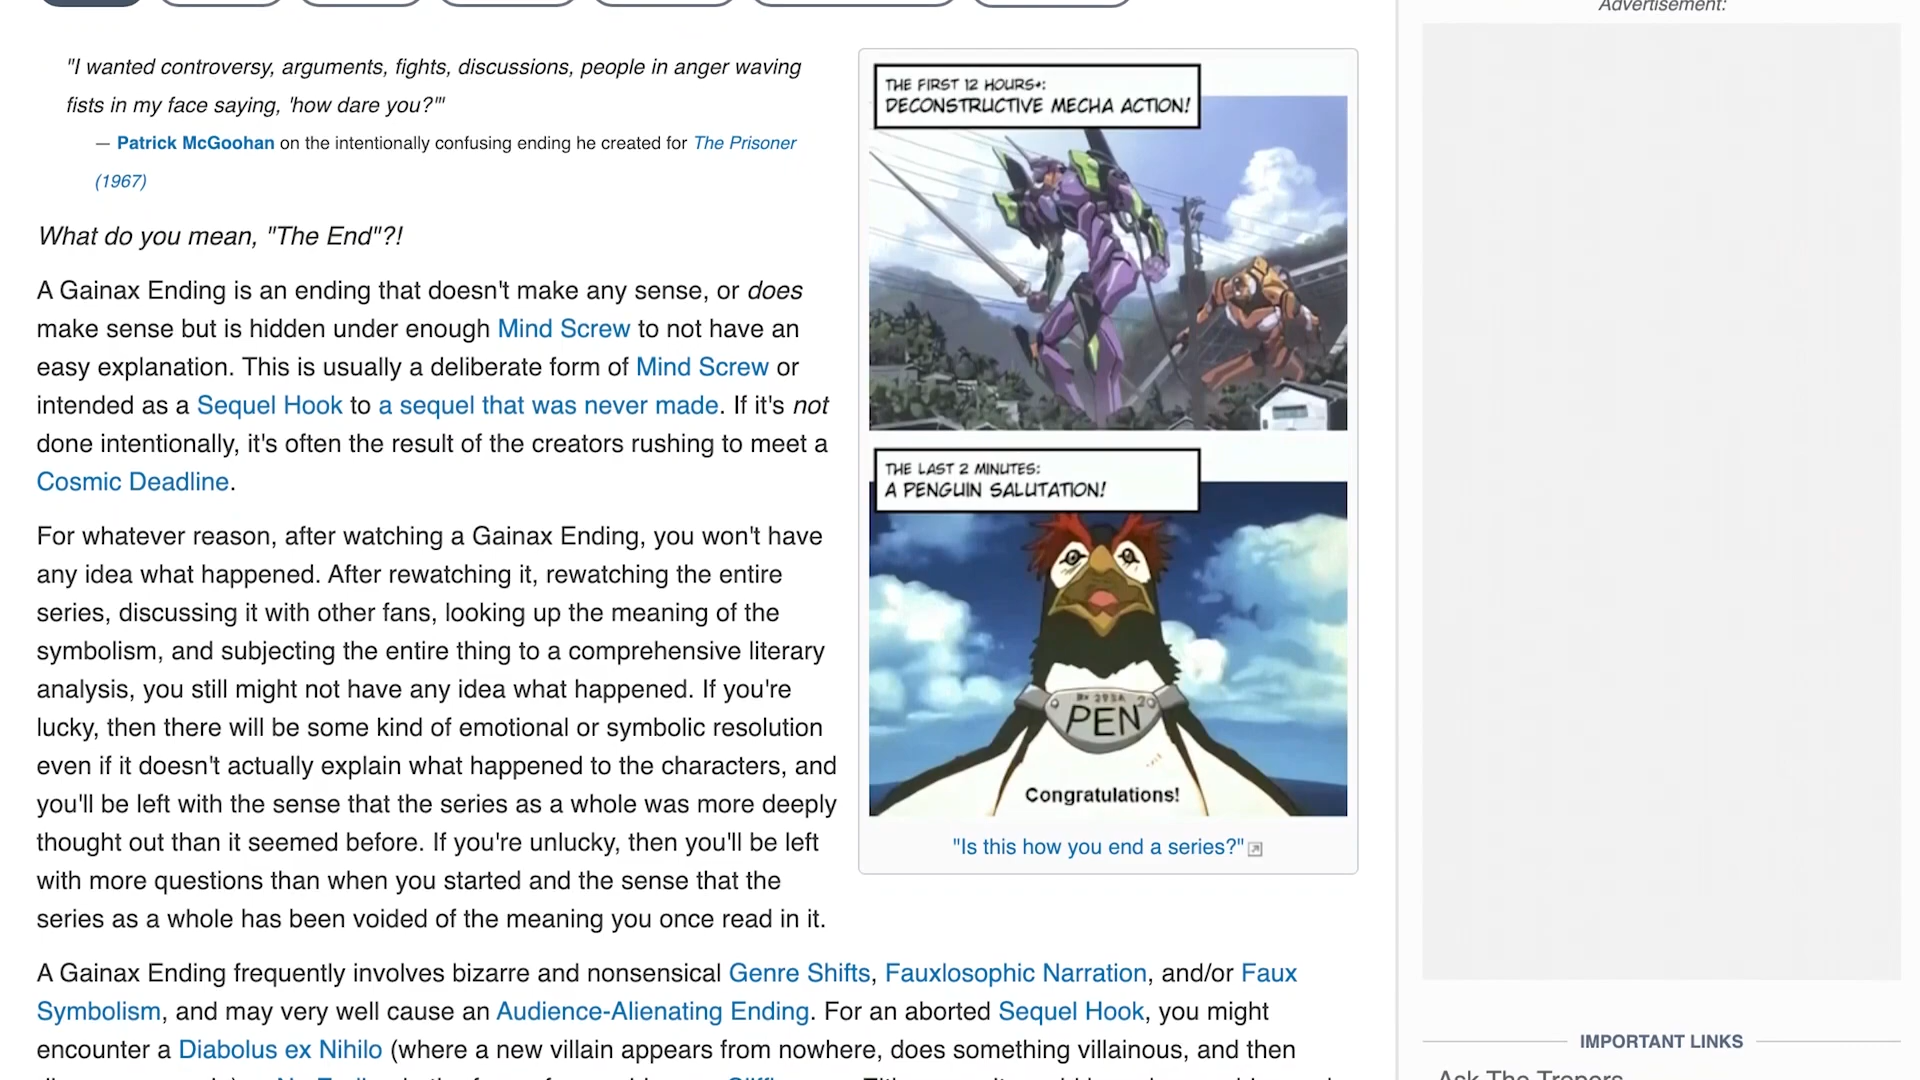 Advertisement:
"I wanted controversy, arguments, fights, discussions, people in anger waving
fists in my face saying, 'how dare you?'"
— Patrick McGoohan on the intentionally confusing ending he created for The Prisoner
(1967)
What do you mean, "The End"?!
A Gainax Ending is an ending that doesn't make any sense, or does
make sense but is hidden under enough Mind Screw to not have an
easy explanation. This is usually a deliberate form of Mind Screw or
intended as a Sequel Hook to a sequel that was never made. If it's not
done intentionally, it's often the result of the creators rushing to meet a
Cosmic Deadline.
For whatever reason, after watching a Gainax Ending, you won't have
any idea what happened. After rewatching it, rewatching the entire
series, discussing it with other fans, looking up the meaning of the
symbolism, and subjecting the entire thing to a comprehensive literary
analysis, you still might not have any idea what happened. If you're
lucky, then there will be some kind of emotional or symbolic resolution
even if it doesn't actually explain what happened to the characters, and
you'll be left with the sense that the series as a whole was more deeply
thought out than it seemed before. If you're unlucky, then you'll be left
with more questions than when you started and the sense that the
series as a whole has been voided of the meaning you once read in it.
THE FIRST 12 HOURS+:
DECONSTRUCTIVE MECHA ACTION!
THE LAST 2 MINUTES:
A PENGUIN SALUTATION!
PEN
Congratulations!
"Is this how you end a series?"
A Gainax Ending frequently involves bizarre and nonsensical Genre Shifts, Fauxlosophic Narration, and/or Faux
Symbolism, and may very well cause an Audience-Alienating Ending. For an aborted Sequel Hook, you might
encounter a Diabolus ex Nihilo (where a new villain appears from nowhere, does something villainous, and then
IMPORTANT LINKS
Ask The Tropers